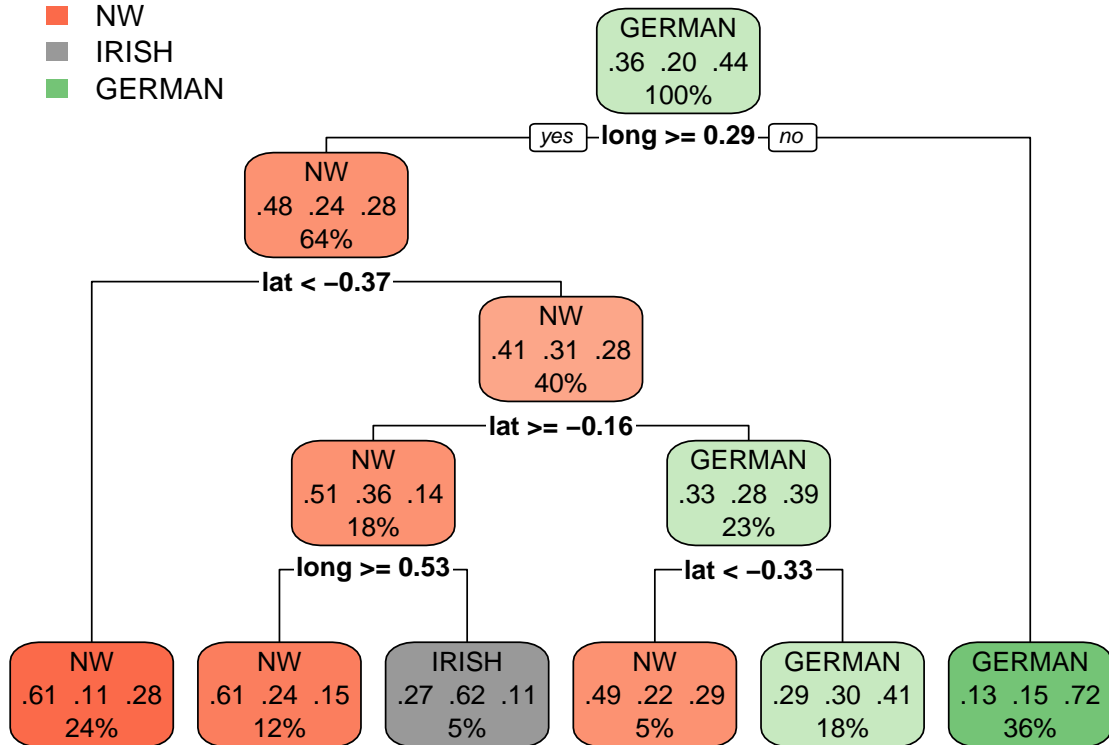 NW
IRISH
GERMAN
GERMAN
.36 .20 .44
100%
yes long >= 0.29 no
NW
.48 .24 .28
64%
lat < −0.37
NW
.41 .31 .28
40%
lat >= −0.16
NW
.51 .36 .14
18%
GERMAN
.33 .28 .39
23%
long >= 0.53
lat < −0.33
NW
.61 .11 .28
24%
NW
.61 .24 .15
12%
IRISH
.27 .62 .11
5%
NW
.49 .22 .29
5%
GERMAN
.29 .30 .41
18%
GERMAN
.13 .15 .72
36%